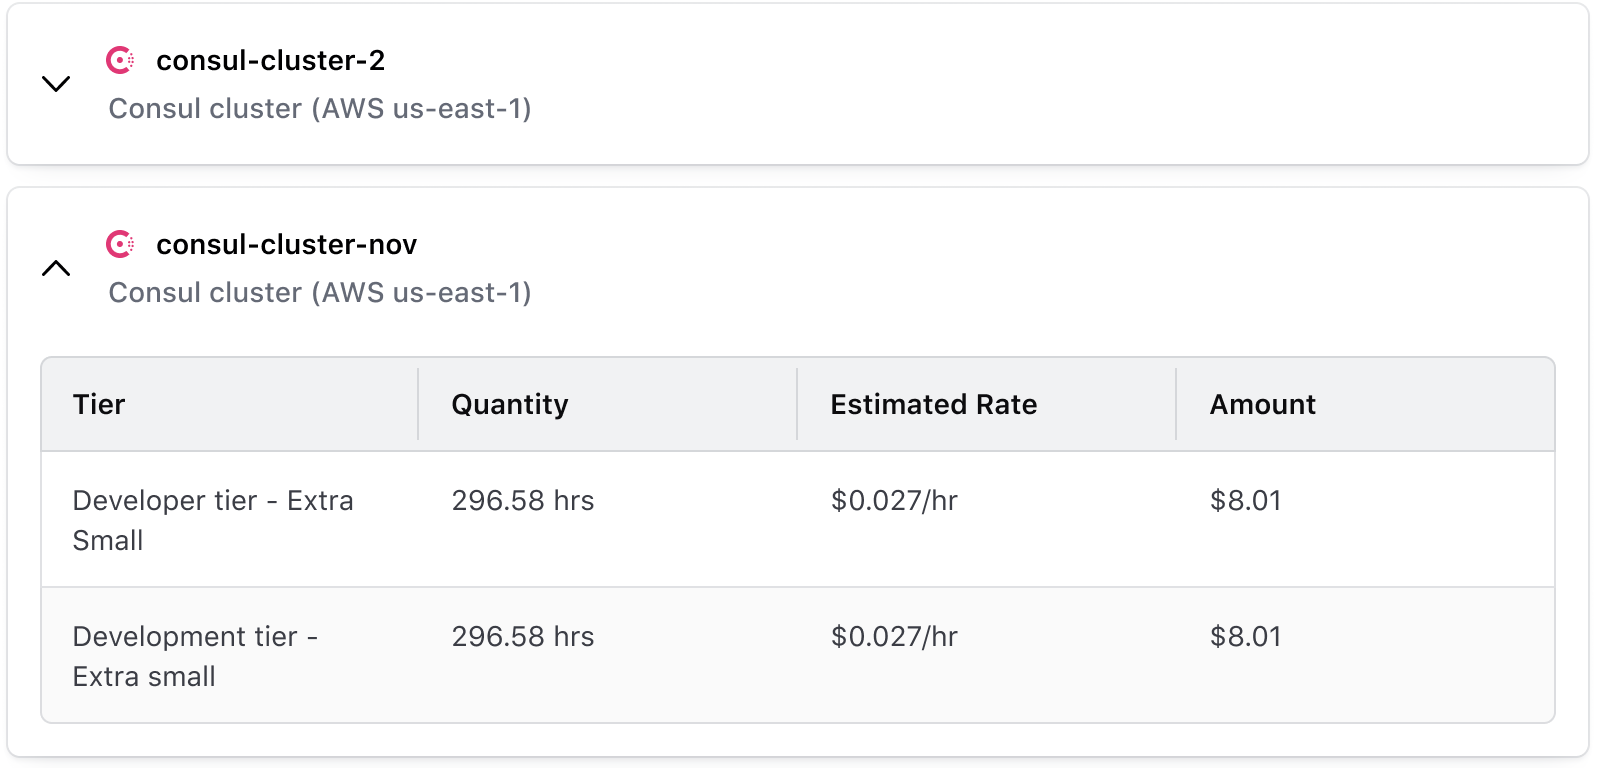 consul-cluster-2
Consul cluster (AWS us-east-1)
consul-cluster-nov
Consul cluster (AWS us-east-1)
Tier Quantity Estimated Rate Amount
Developer tier - Extra 296.58 hrs $0.027/hr $8.01
Small
Development tier - 296.58 hrs $0.027/hr $8.01
Extra small